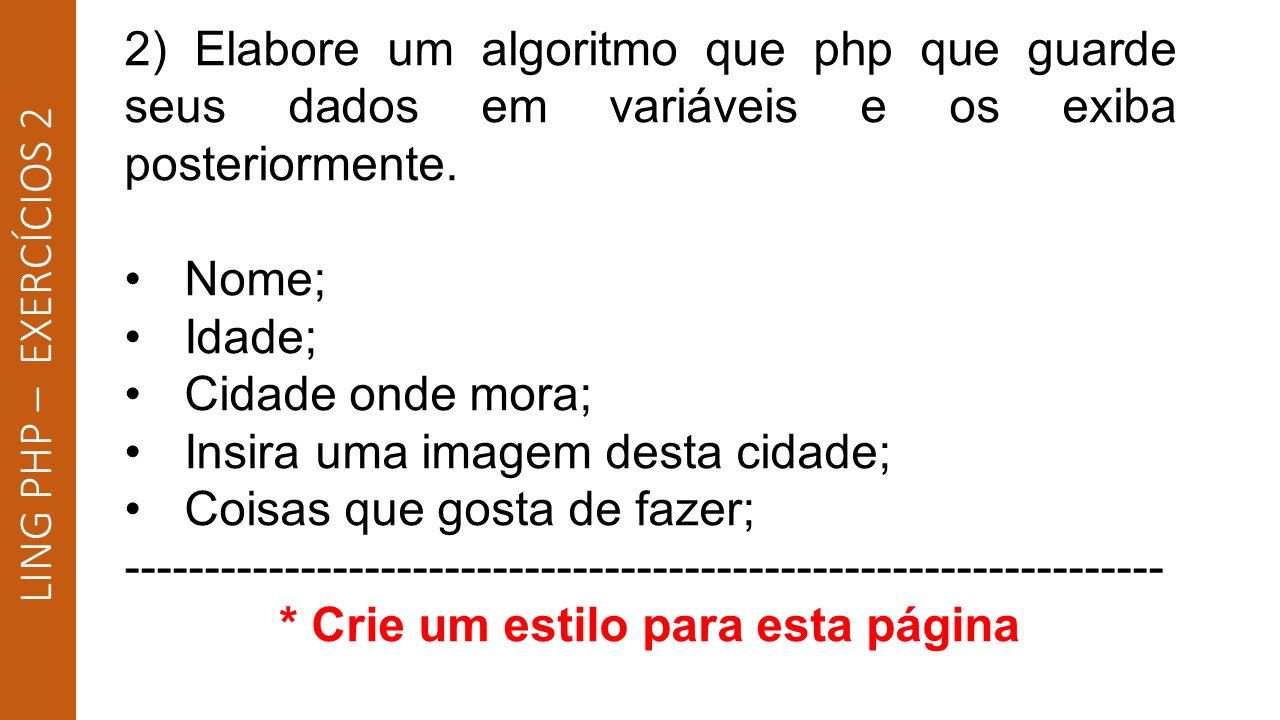 LING PHP – EXERCÍCIOS 2
2) Elabore um algoritmo que php que guarde
seus dados em variáveis e os exiba
posteriormente.
• Nome;
• Idade;
• Cidade onde mora;
• Insira uma imagem desta cidade;
• Coisas que gosta de fazer;
-----------------------------------------------------------------
* Crie um estilo para esta página